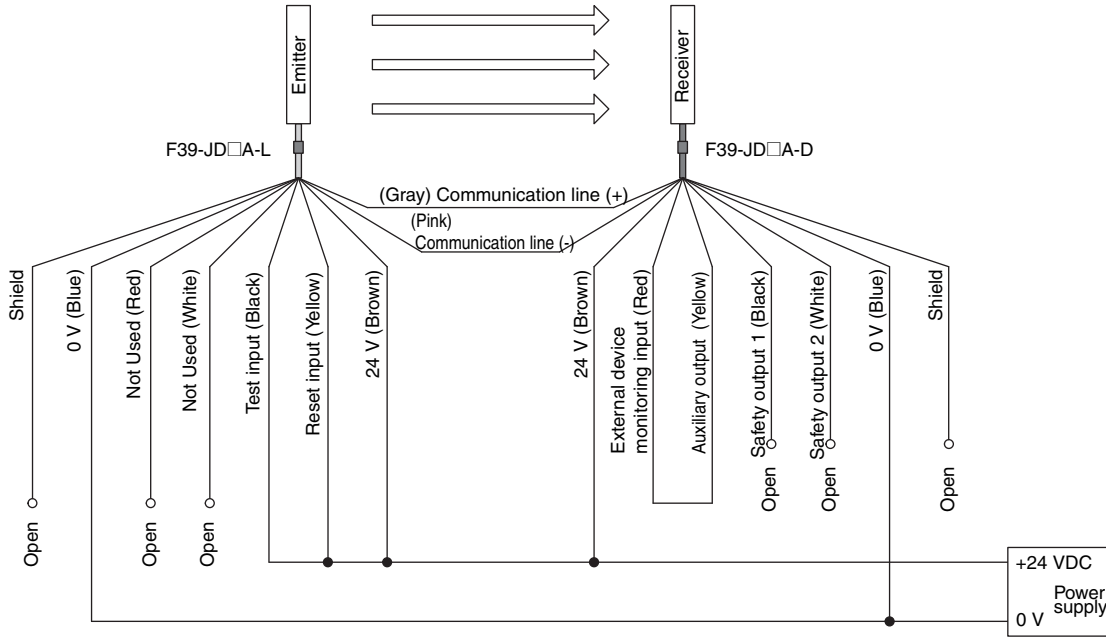 Emitter
Receiver
F39-JD□A-L
F39-JD□A-D
(Gray) Communication line (+)
(Pink)
Communication line (-)
Shield
0 V (Blue)
Not Used (Red)
Not Used (White)
Test input (Black)
Reset input (Yellow)
24 V (Brown)
24 V (Brown)
External device
monitoring input (Red)
Auxiliary output (Yellow)
Safety output 1 (Black)
Safety output 2 (White)
0 V (Blue)
Shield
Open
Open
Open
Open
Open
Open
+24 VDC
Power
supply
0 V